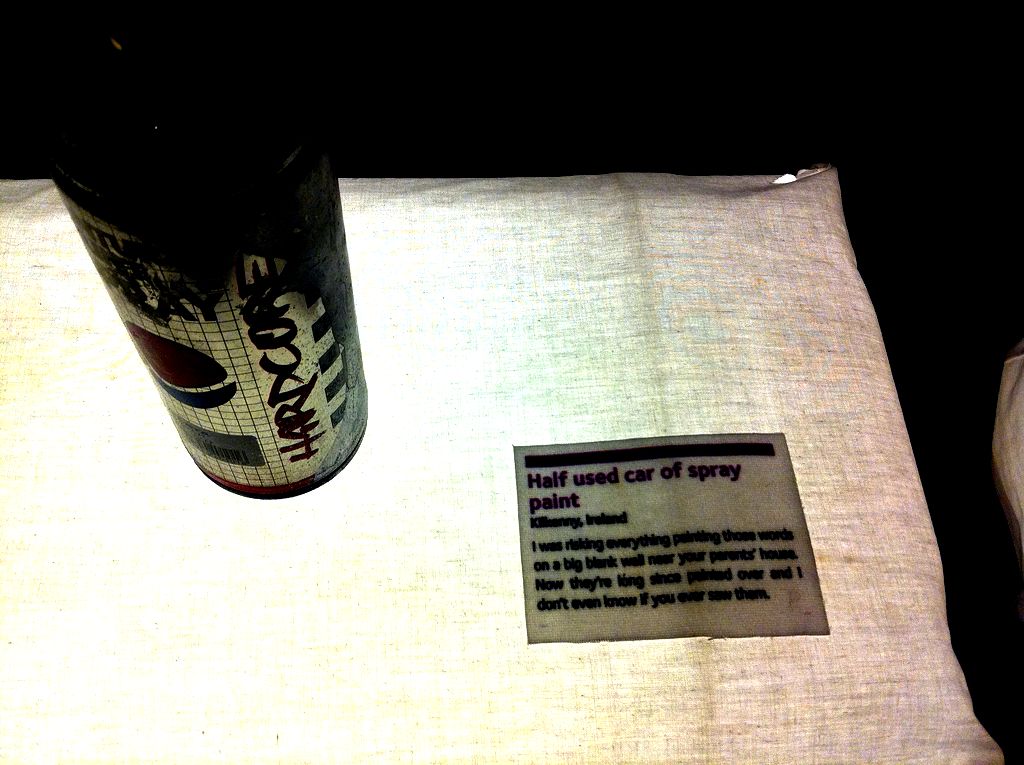 HARDCORE
Half used car of spray
paint
Kilkenny, Ireland
I was risking everything painting those words
on a big blank wall near your parents' house.
Now they're long since painted over and I
don't even know if you ever saw them.